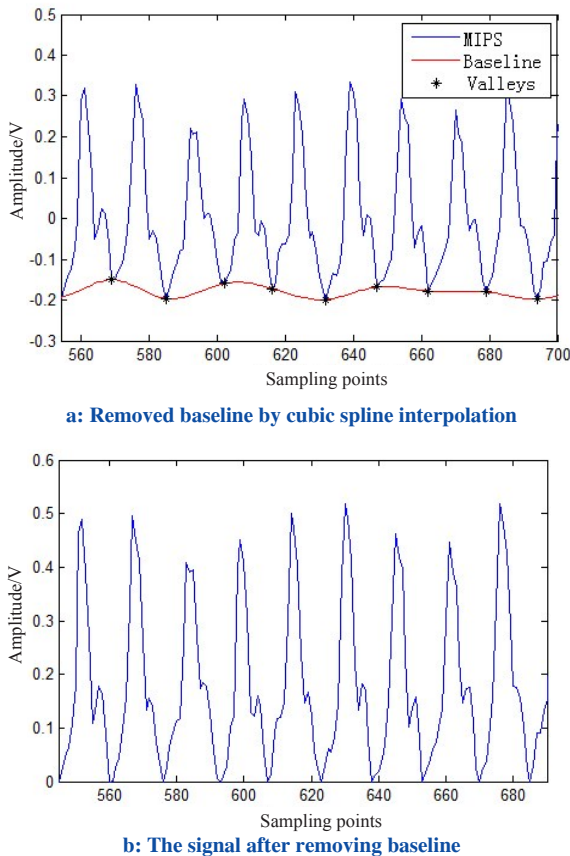 0.5
0.4
0.3
0.2
0.1
0
-0.1
-0.2
-0.3
Amplitude/V
MIPS
Baseline
Valleys
560 580 600 620 640 660 680 700
Sampling points
a: Removed baseline by cubic spline interpolation
0.6
0.5
0.4
0.3
0.2
0.1
0
Amplitude/V
560 580 600 620 640 660 680
Sampling points
b: The signal after removing baseline